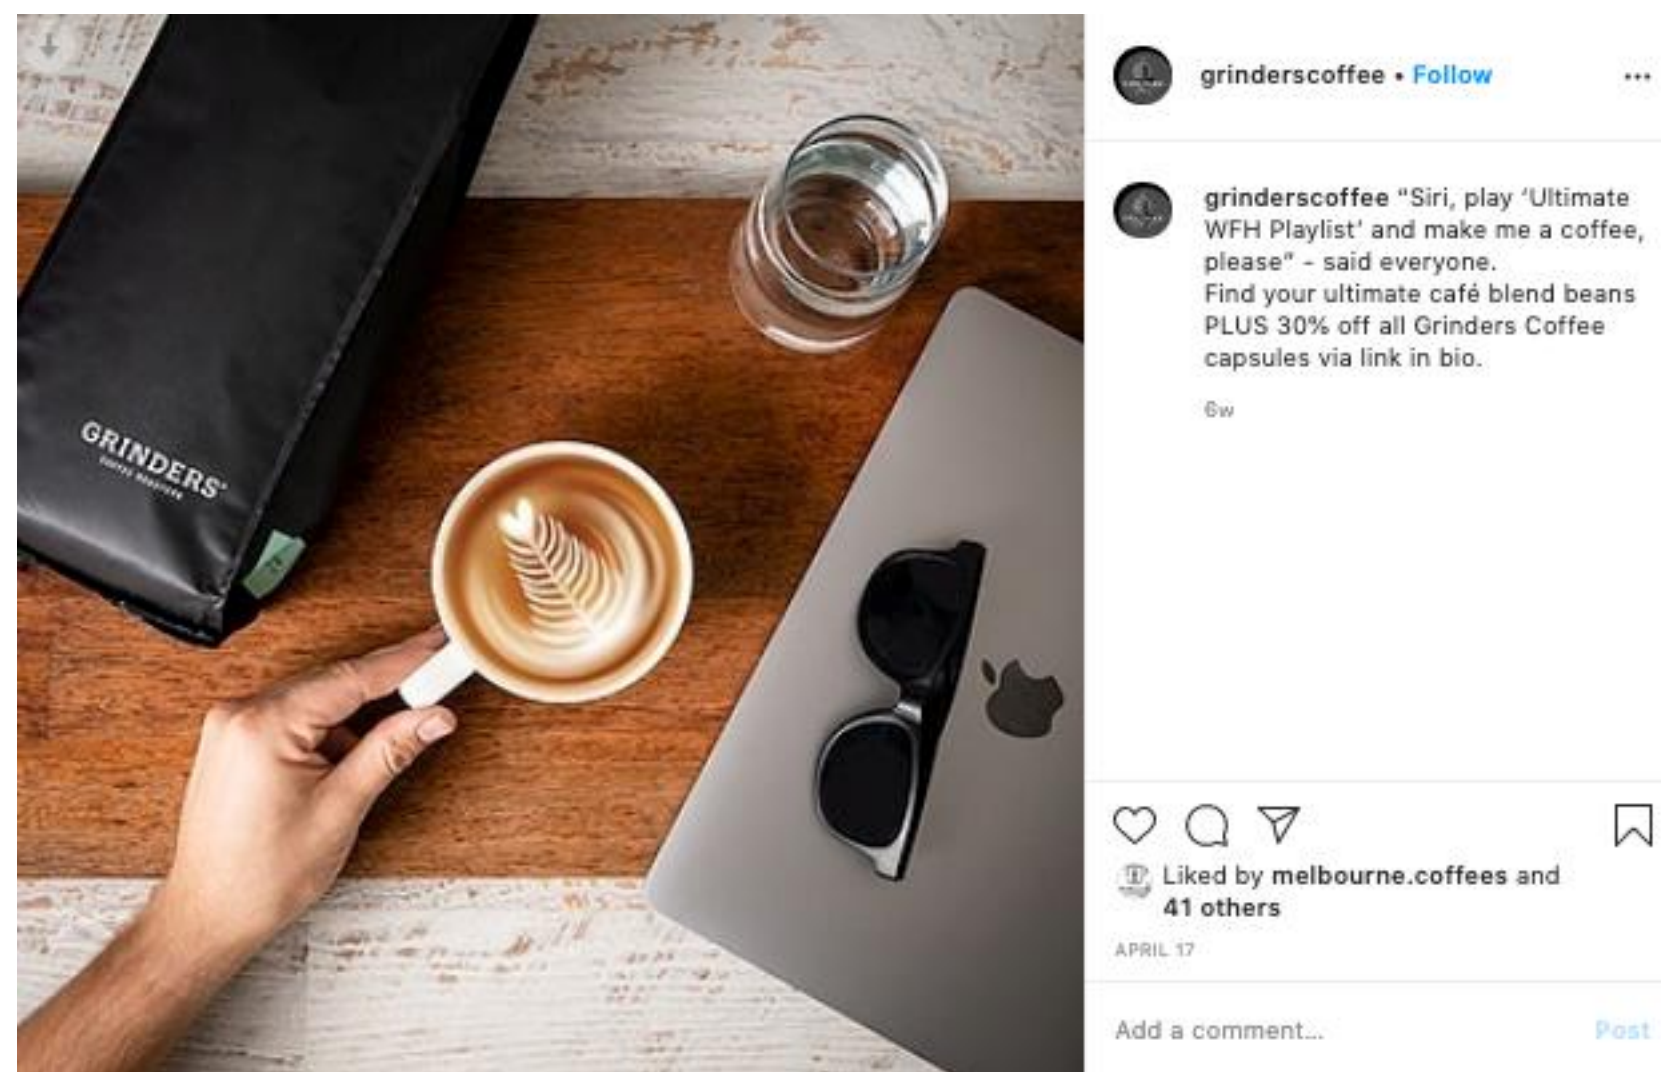 GRINDERS®
COFFEE ROASTERS
grinderscoffee • Follow
grinderscoffee “Siri, play ‘Ultimate
WFH Playlist’ and make me a coffee,
please” - said everyone.
Find your ultimate café blend beans
PLUS 30% off all Grinders Coffee
capsules via link in bio.
6w
Liked by melbourne.coffees and
41 others
APRIL 17
Add a comment...
Post